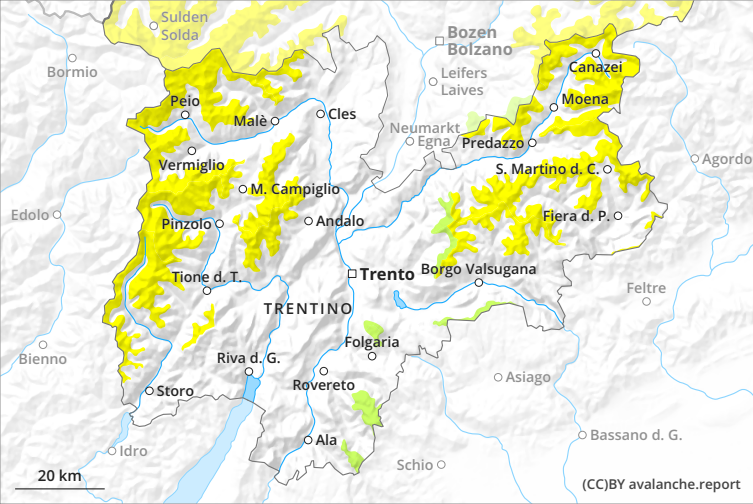 Sulden
Solda
Bozen
Bolzano
Bormio
Canazei
Leifers
Laives
Peio
Moena
Malè
Cles
Neumarkt
Egna
Predazzo
Vermiglio
Agordo
S. Martino d. C.
M. Campiglio
Edolo
Pinzolo
Andalo
Fiera d. P.
Trento
Borgo Valsugana
Tione d. T.
Feltre
TRENTINO
Folgaria
Bienno
Riva d. G.
Rovereto
Asiago
Storo
Ala
Bassano d. G.
Idro
Schio
20 km
(CC)BY avalanche.report